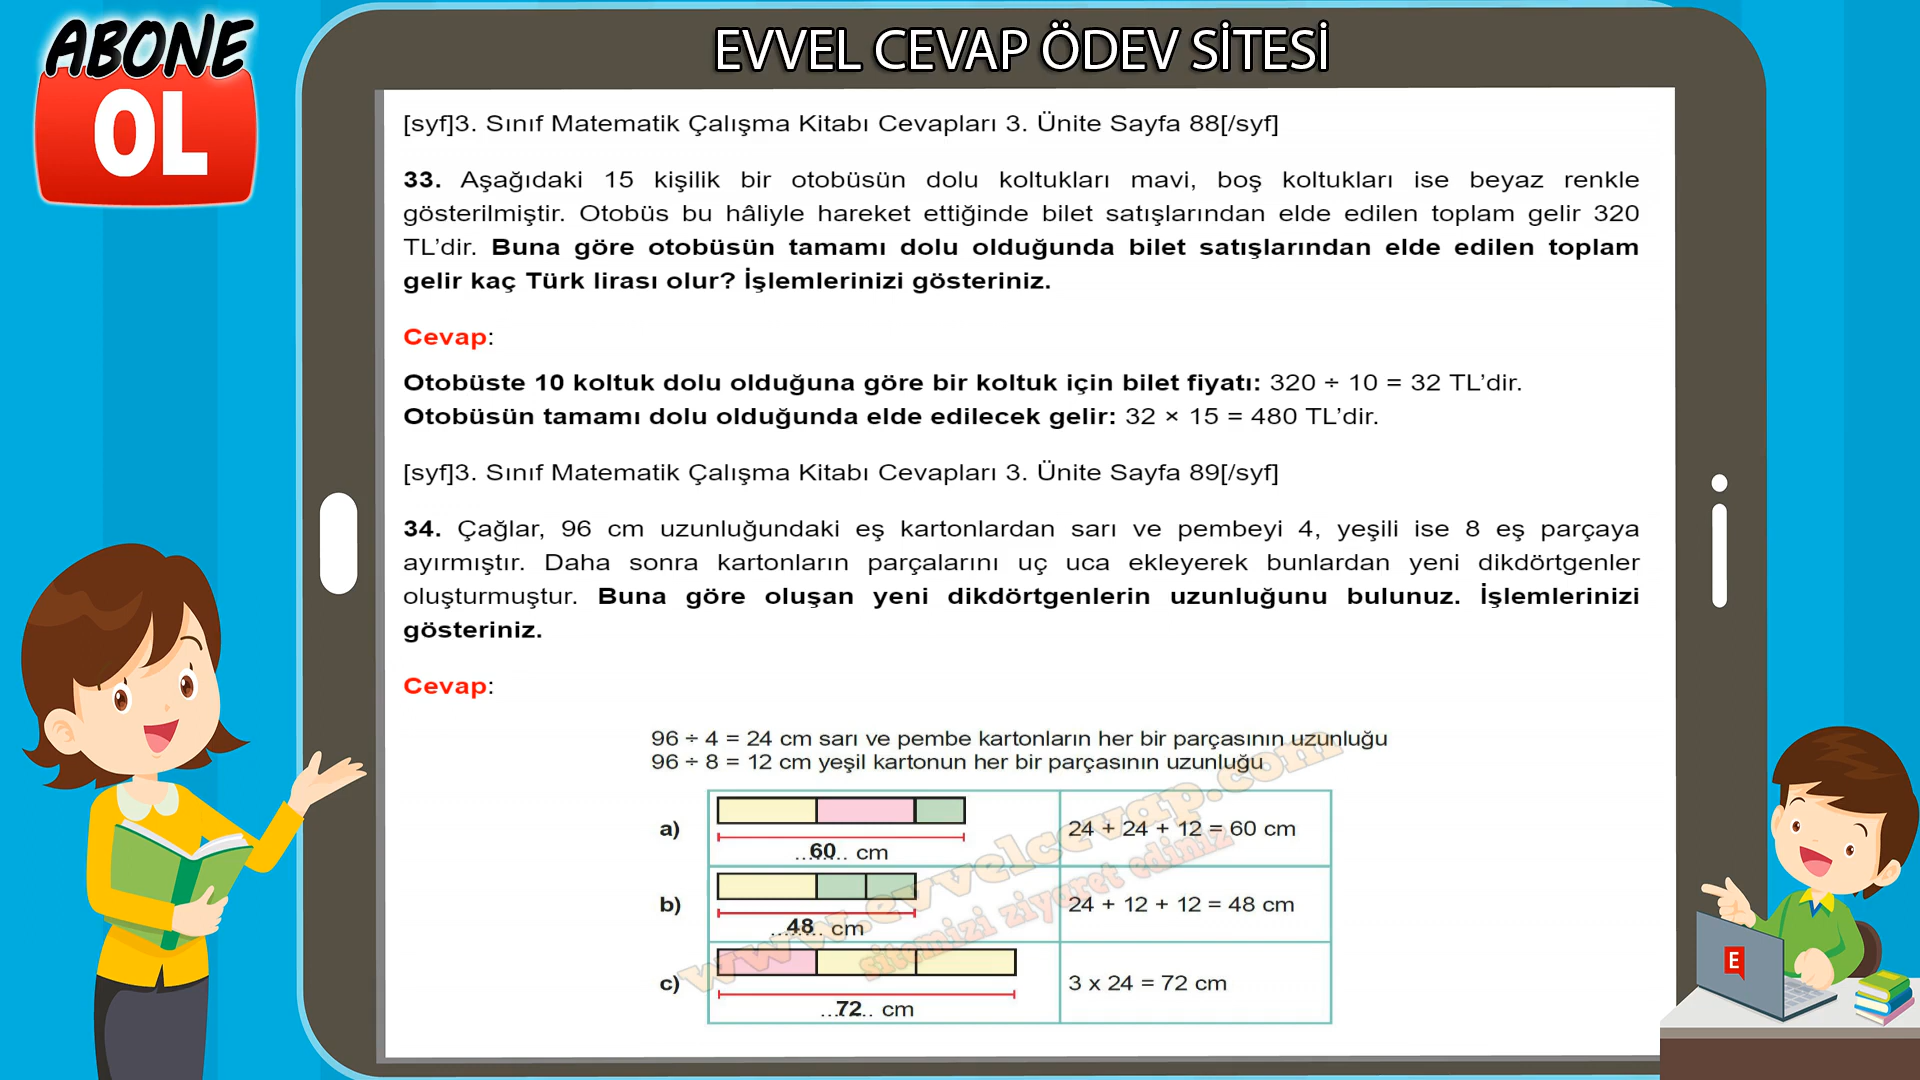 ABONE
OL
EVVEL CEVAP ÖDEV SİTESİ
[syf]3. Sınıf Matematik Çalışma Kitabı Cevapları 3. Ünite Sayfa 88[/syf]
33. Aşağıdaki 15 kişilik bir otobüsün dolu koltukları mavi, boş koltukları ise beyaz renkle
gösterilmiştir. Otobüs bu hâliyle hareket ettiğinde bilet satışlarından elde edilen toplam gelir 320
TL’dir. Buna göre otobüsün tamamı dolu olduğunda bilet satışlarından elde edilen toplam
gelir kaç Türk lirası olur? İşlemlerinizi gösteriniz.
Cevap:
Otobüste 10 koltuk dolu olduğuna göre bir koltuk için bilet fiyatı: 320 ÷ 10 = 32 TL’dir.
Otobüsün tamamı dolu olduğunda elde edilecek gelir: 32 × 15 = 480 TL’dir.
[syf]3. Sınıf Matematik Çalışma Kitabı Cevapları 3. Ünite Sayfa 89[/syf]
34. Çağlar, 96 cm uzunluğundaki eş kartonlardan sarı ve pembeyi 4, yeşili ise 8 eş parçaya
ayırmıştır. Daha sonra kartonların parçalarını uç uca ekleyerek bunlardan yeni dikdörtgenler
oluşturmuştur. Buna göre oluşan yeni dikdörtgenlerin uzunluğunu bulunuz. İşlemlerinizi
gösteriniz.
Cevap:
96 ÷ 4 = 24 cm sarı ve pembe kartonların her bir parçasının uzunluğu
96 ÷ 8 = 12 cm yeşil kartonun her bir parçasının uzunluğu
a)
...60... cm
24 + 24 + 12 = 60 cm
b)
...48... cm
24 + 12 + 12 = 48 cm
c)
...72... cm
3 x 24 = 72 cm
www.evvelcevap.com
sitemizi ziyaret ediniz
E